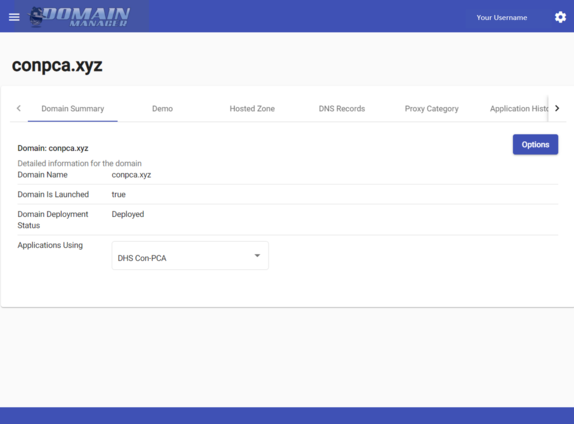 DOMAIN
MANAGER
Your Username
conpca.xyz
Domain Summary
Demo
Hosted Zone
DNS Records
Proxy Category
Application Histo
Domain: conpca.xyz
Options
Detailed information for the domain
Domain Name conpca.xyz
Domain Is Launched true
Domain Deployment Deployed
Status
Applications Using
DHS Con-PCA